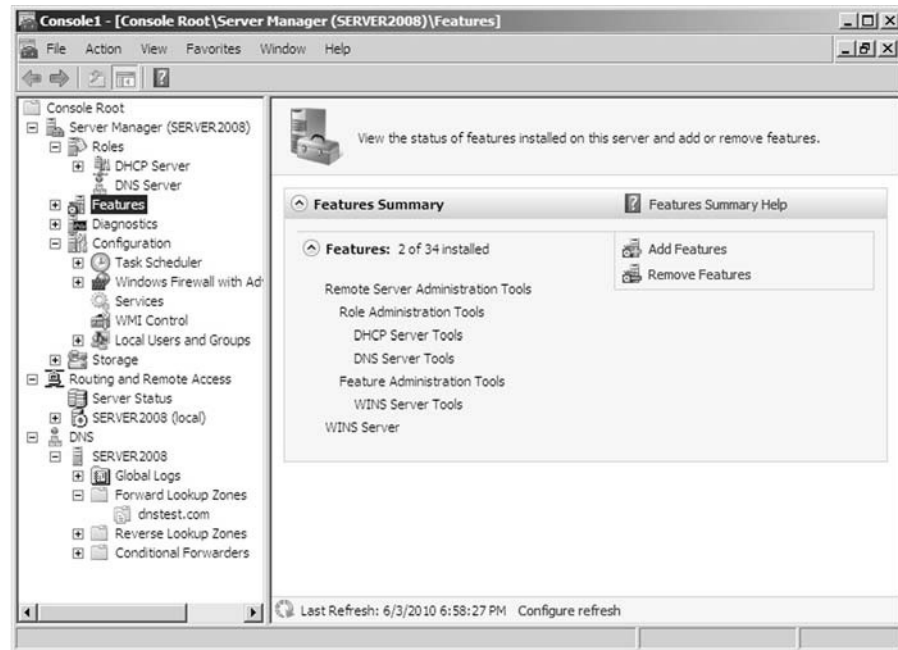 Console1 - [Console Root\Server Manager (SERVER2008)\Features]
File Action View Favorites Window Help
Console Root
Server Manager (SERVER2008)
Roles
DHCP Server
DNS Server
Features
Diagnostics
Configuration
Task Scheduler
Windows Firewall with Ad
Services
WMI Control
Local Users and Groups
Storage
Routing and Remote Access
Server Status
SERVER2008 (local)
DNS
SERVER2008
Global Logs
Forward Lookup Zones
dnstest.com
Reverse Lookup Zones
Conditional Forwarders
View the status of features installed on this server and add or remove features.
Features Summary
Features Summary Help
Features: 2 of 34 installed
Add Features
Remove Features
Remote Server Administration Tools
Role Administration Tools
DHCP Server Tools
DNS Server Tools
Feature Administration Tools
WINS Server Tools
WINS Server
Last Refresh: 6/3/2010 6:58:27 PM Configure refresh